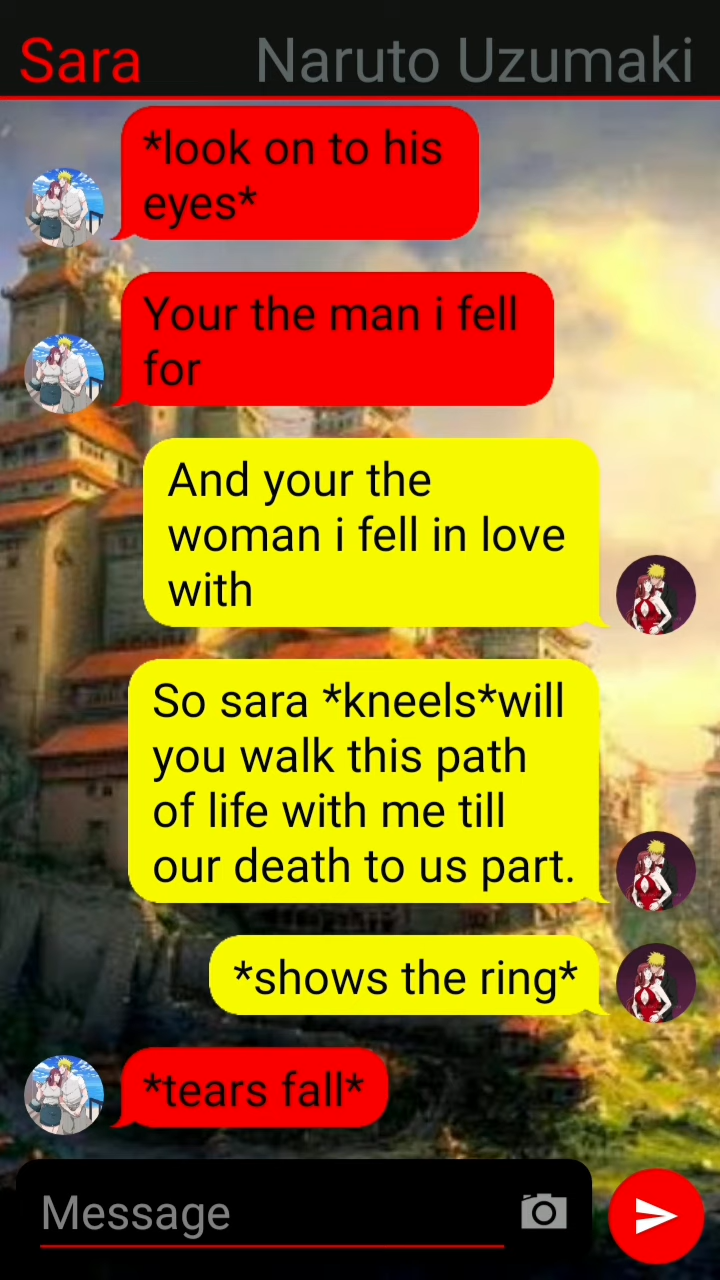 Sara
Naruto Uzumaki
*look on to his
eyes*
Your the man i fell
for
And your the
woman i fell in love
with
So sara *kneels*will
you walk this path
of life with me till
our death to us part.
*shows the ring*
*tears fall*
Message